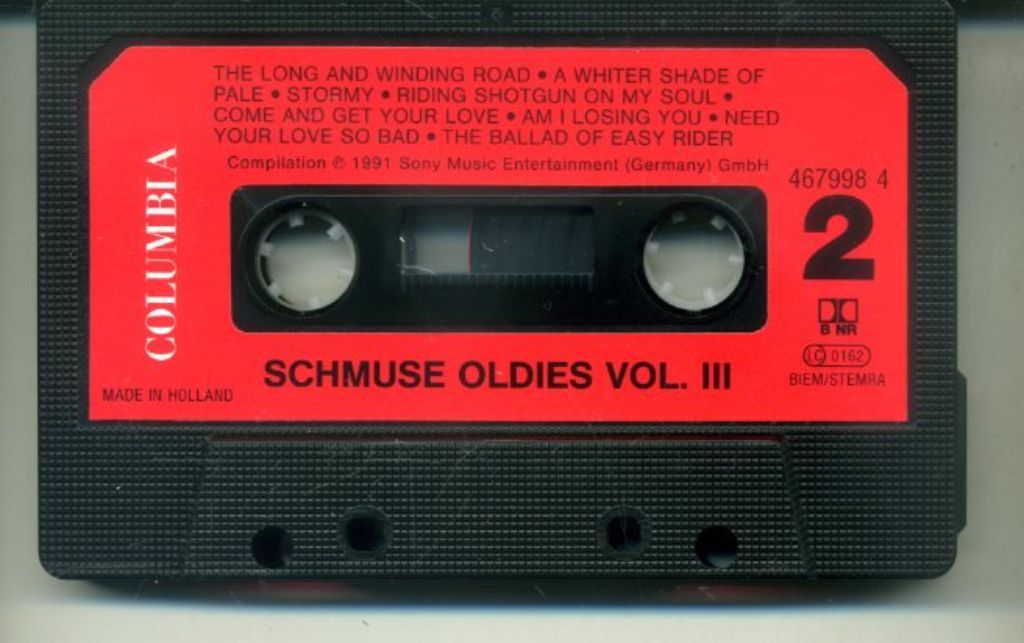 THE LONG AND WINDING ROAD • A WHITER SHADE OF
PALE • STORMY • RIDING SHOTGUN ON MY SOUL •
COME AND GET YOUR LOVE • AM I LOSING YOU • NEED
YOUR LOVE SO BAD • THE BALLAD OF EASY RIDER
Compilation ℗ 1991 Sony Music Entertainment (Germany) GmbH
467998 4
2
COLUMBIA
B NR
LC 0162
BIEM/STEMRA
SCHMUSE OLDIES VOL. III
MADE IN HOLLAND